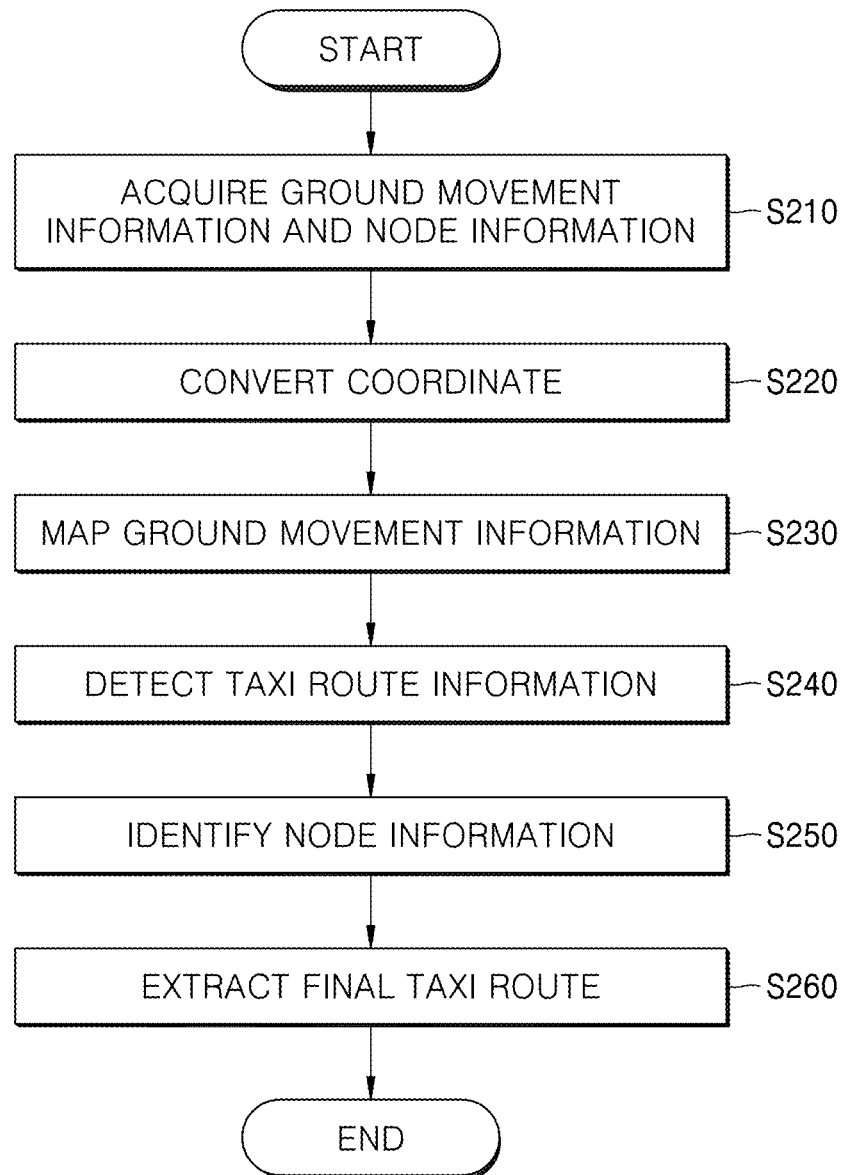 START
ACQUIRE GROUND MOVEMENT
INFORMATION AND NODE INFORMATION
S210
CONVERT COORDINATE
S220
MAP GROUND MOVEMENT INFORMATION
S230
DETECT TAXI ROUTE INFORMATION
S240
IDENTIFY NODE INFORMATION
S250
EXTRACT FINAL TAXI ROUTE
S260
END